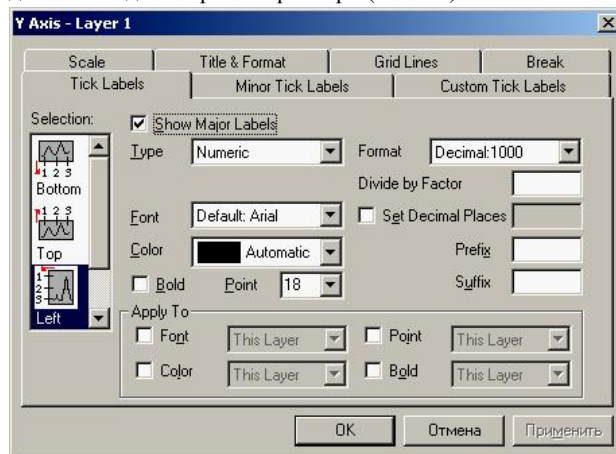 Y Axis - Layer 1
Scale Title & Format Grid Lines Break
Tick Labels Minor Tick Labels Custom Tick Labels
Selection:
Show Major Labels
Type Numeric Format Decimal:1000
1 2 3
Bottom
Divide by Factor
1 2 3
Top
Font Default: Arial Set Decimal Places
Color Automatic Prefix
1
2
3
Left
Bold Point 18 Suffix
Apply To
Font This Layer Point This Layer
Color This Layer Bold This Layer
OK Отмена Применить